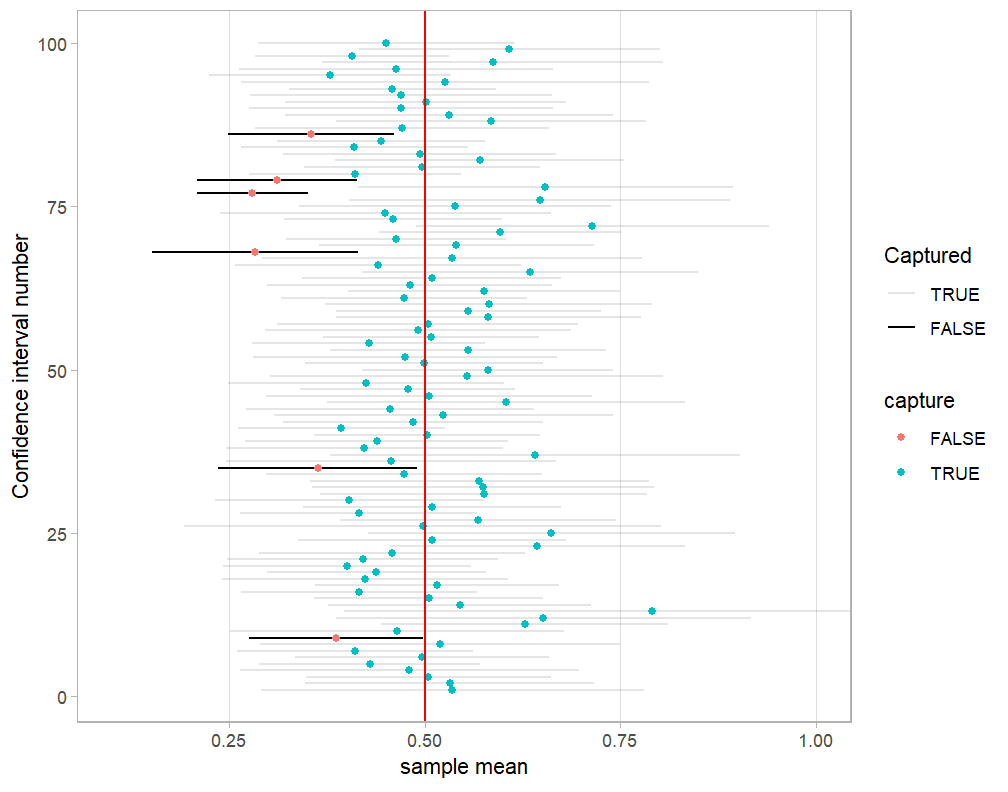 100
75
50
25
0
Confidence interval number
0.25 0.50 0.75 1.00
sample mean
Captured
TRUE
FALSE
capture
FALSE
TRUE